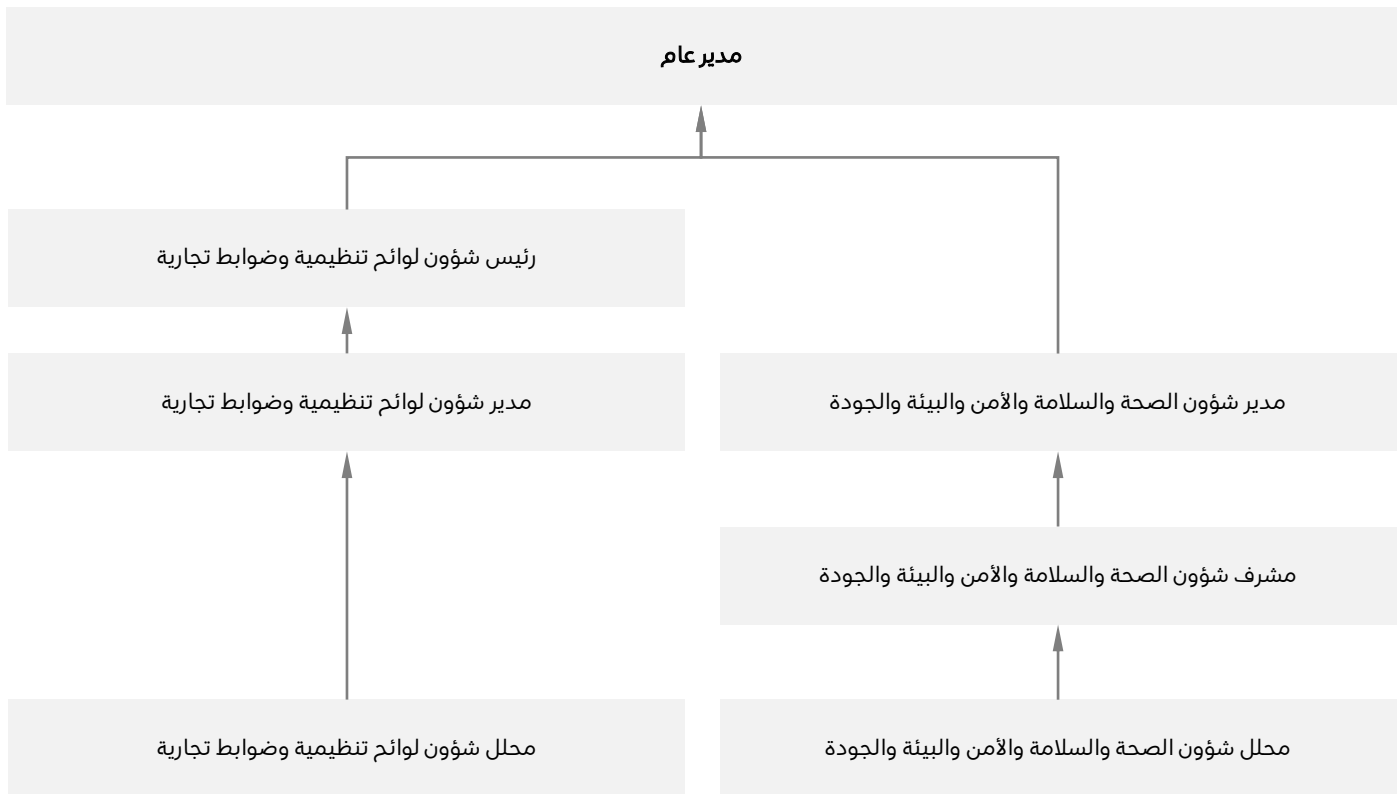 مدير عام
رئيس شؤون لوائح تنظيمية وضوابط تجارية
مدير شؤون الصحة والسلامة والأمن والبيئة والجودة
مدير شؤون لوائح تنظيمية وضوابط تجارية
مشرف شؤون الصحة والسلامة والأمن والبيئة والجودة
محلل شؤون الصحة والسلامة والأمن والبيئة والجودة
محلل شؤون لوائح تنظيمية وضوابط تجارية